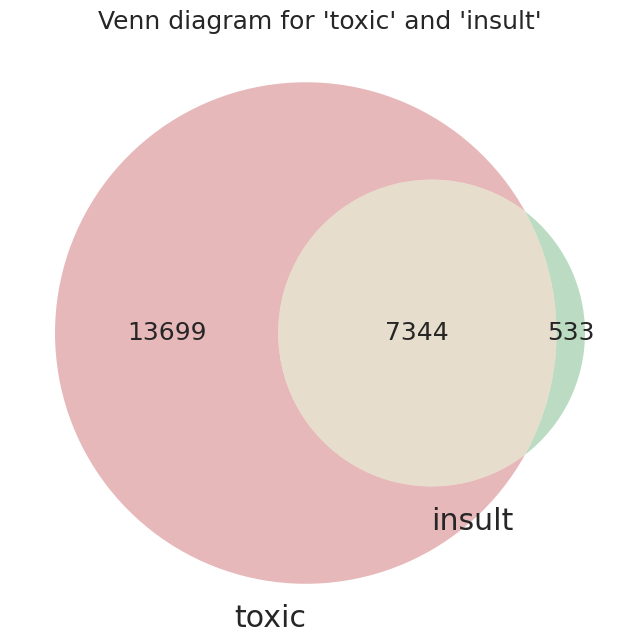 Venn diagram for 'toxic' and 'insult'
13699 7344 533
insult
toxic